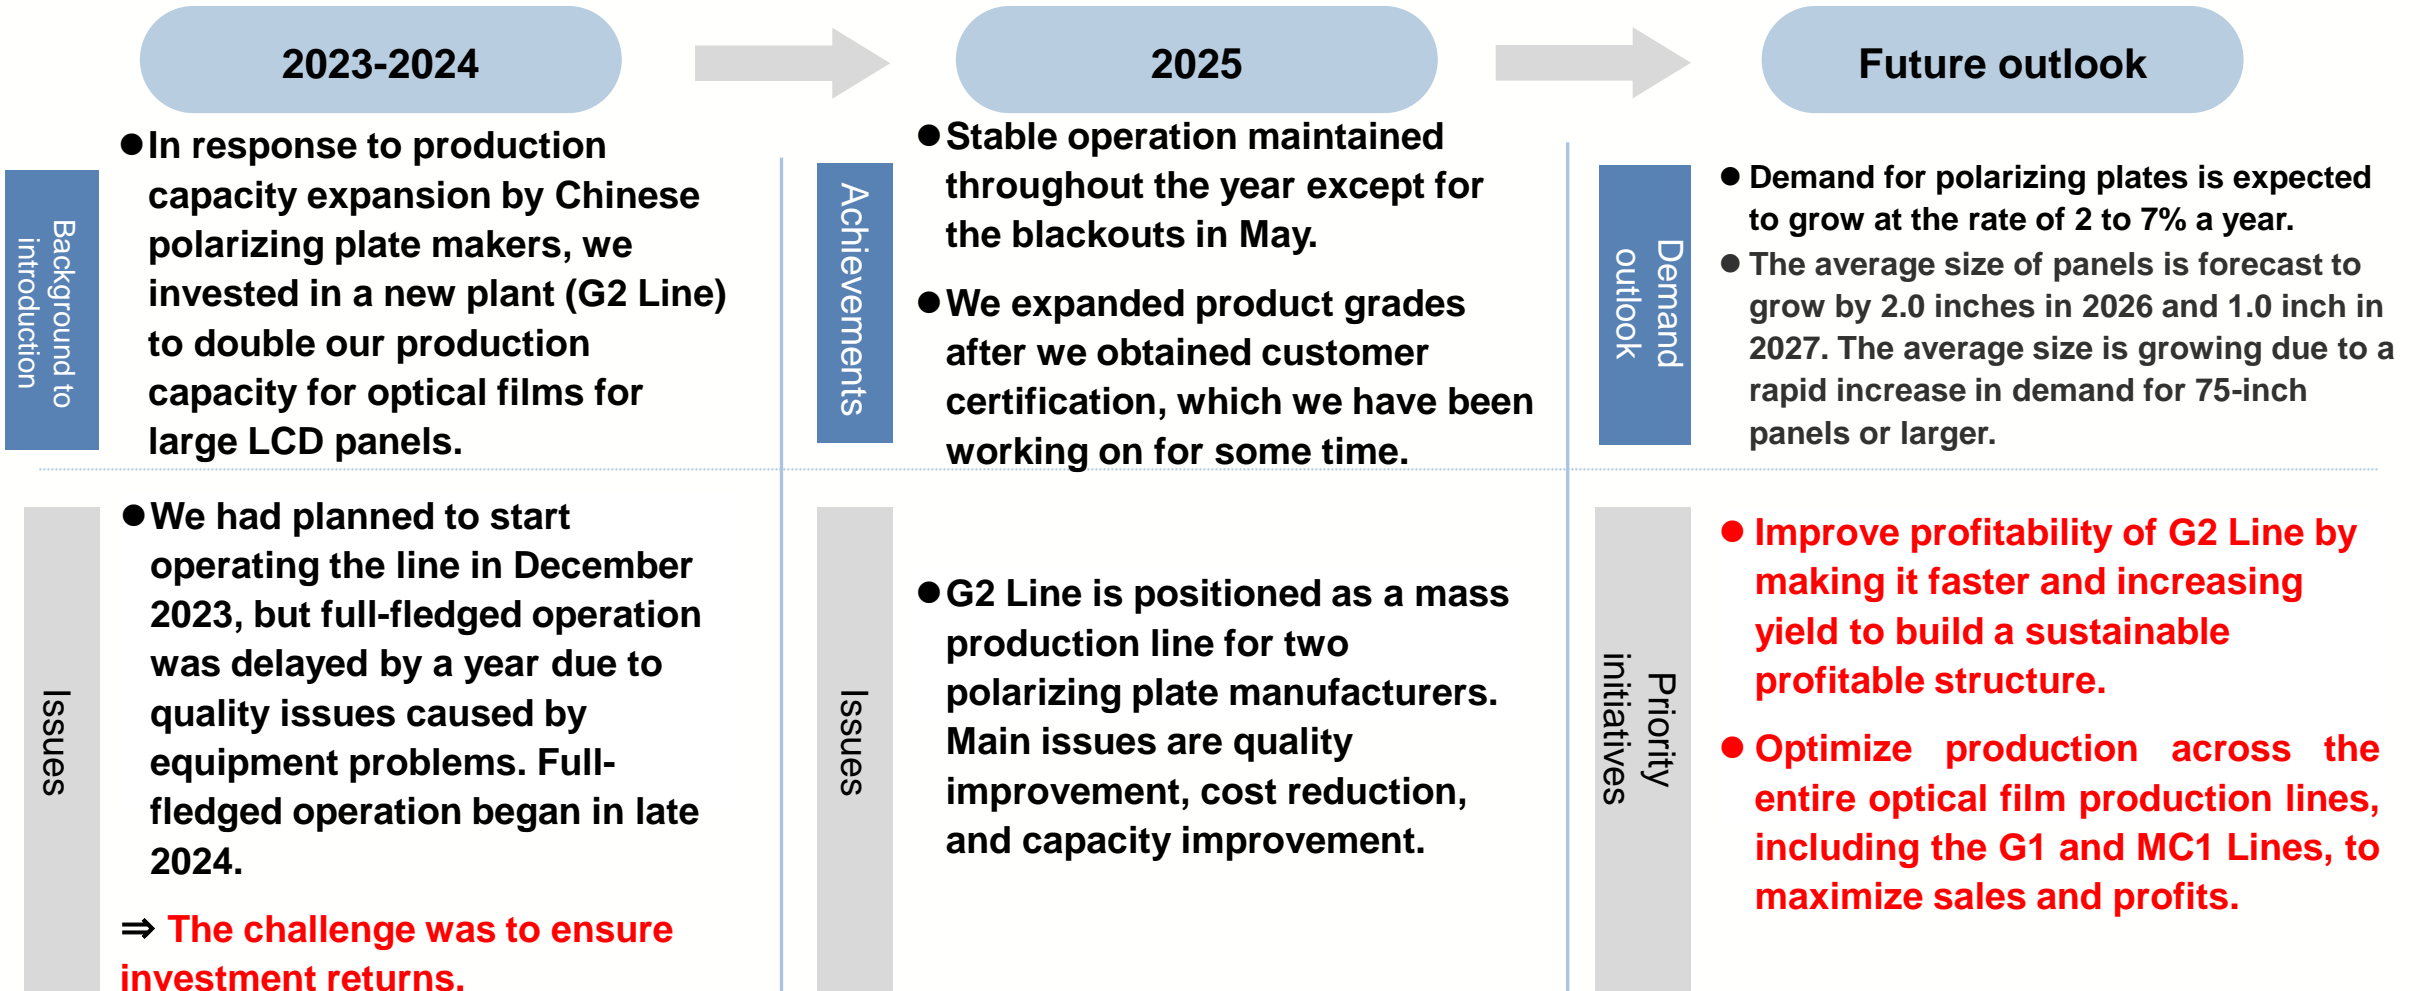 2023-2024
2025
Future outlook
Background to
introduction
●In response to production
capacity expansion by Chinese
polarizing plate makers, we
invested in a new plant (G2 Line)
to double our production
capacity for optical films for
large LCD panels.
Achievements
●Stable operation maintained
throughout the year except for
the blackouts in May.
●We expanded product grades
after we obtained customer
certification, which we have been
working on for some time.
Demand
outlook
● Demand for polarizing plates is expected
to grow at the rate of 2 to 7% a year.
● The average size of panels is forecast to
grow by 2.0 inches in 2026 and 1.0 inch in
2027. The average size is growing due to a
rapid increase in demand for 75-inch
panels or larger.
Issues
●We had planned to start
operating the line in December
2023, but full-fledged operation
was delayed by a year due to
quality issues caused by
equipment problems. Full-
fledged operation began in late
2024.
⇒ The challenge was to ensure
investment returns.
Issues
●G2 Line is positioned as a mass
production line for two
polarizing plate manufacturers.
Main issues are quality
improvement, cost reduction,
and capacity improvement.
Priority
initiatives
● Improve profitability of G2 Line by
making it faster and increasing
yield to build a sustainable
profitable structure.
● Optimize production across the
entire optical film production lines,
including the G1 and MC1 Lines, to
maximize sales and profits.